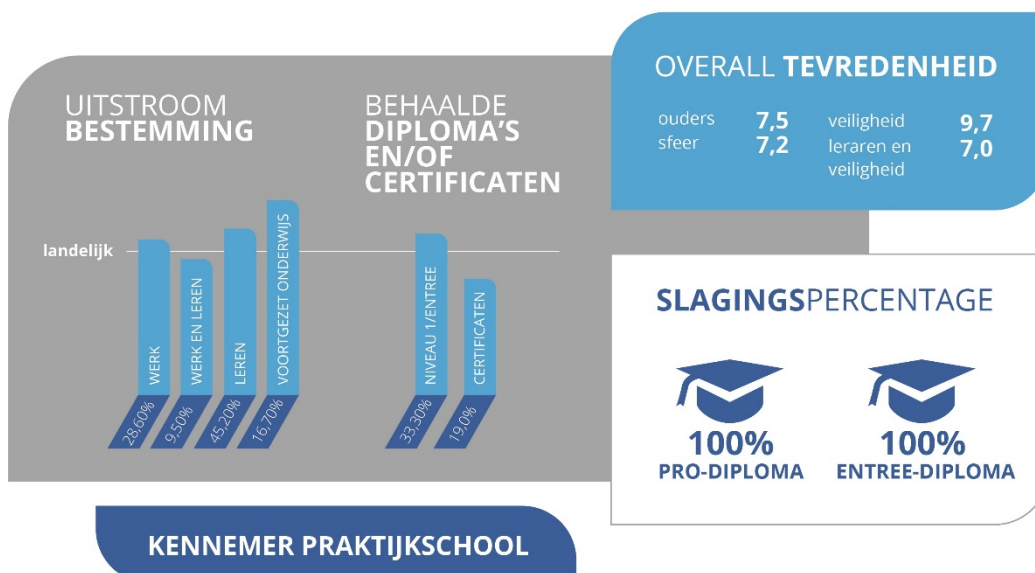 UITSTROOM
BESTEMMING
landelijk
WERK
WERK EN LEREN
LEREN
VOORTGEZET ONDERWIJS
28,60%
9,50%
45,20%
16,70%
BEHAALDE
DIPLOMA'S
EN/OF
CERTIFICATEN
NIVEAU 1/ENTREE
CERTIFICATEN
33,30%
19,0%
OVERALL TEVREDENHEID
ouders 7,5
sfeer 7,2
veiligheid 9,7
leraren en 7,0
veiligheid
SLAGINGSPERCENTAGE
100%
PRO-DIPLOMA
100%
ENTREE-DIPLOMA
KENNEMER PRAKTIJKSCHOOL